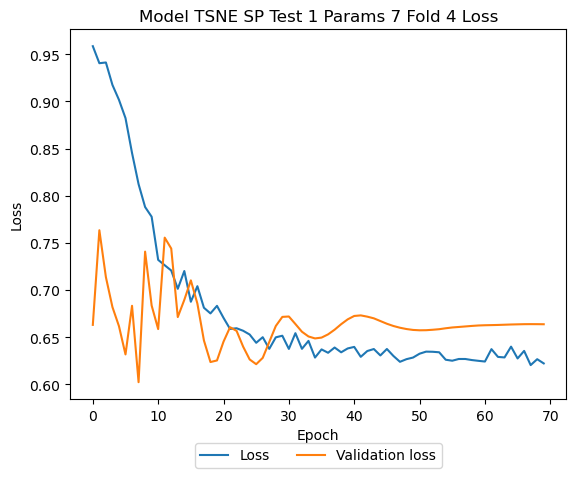 Model TSNE SP Test 1 Params 7 Fold 4 Loss
0.95
0.90
0.85
0.80
0.75
0.70
0.65
0.60
Loss
0 10 20 30 40 50 60 70
Epoch
Loss Validation loss